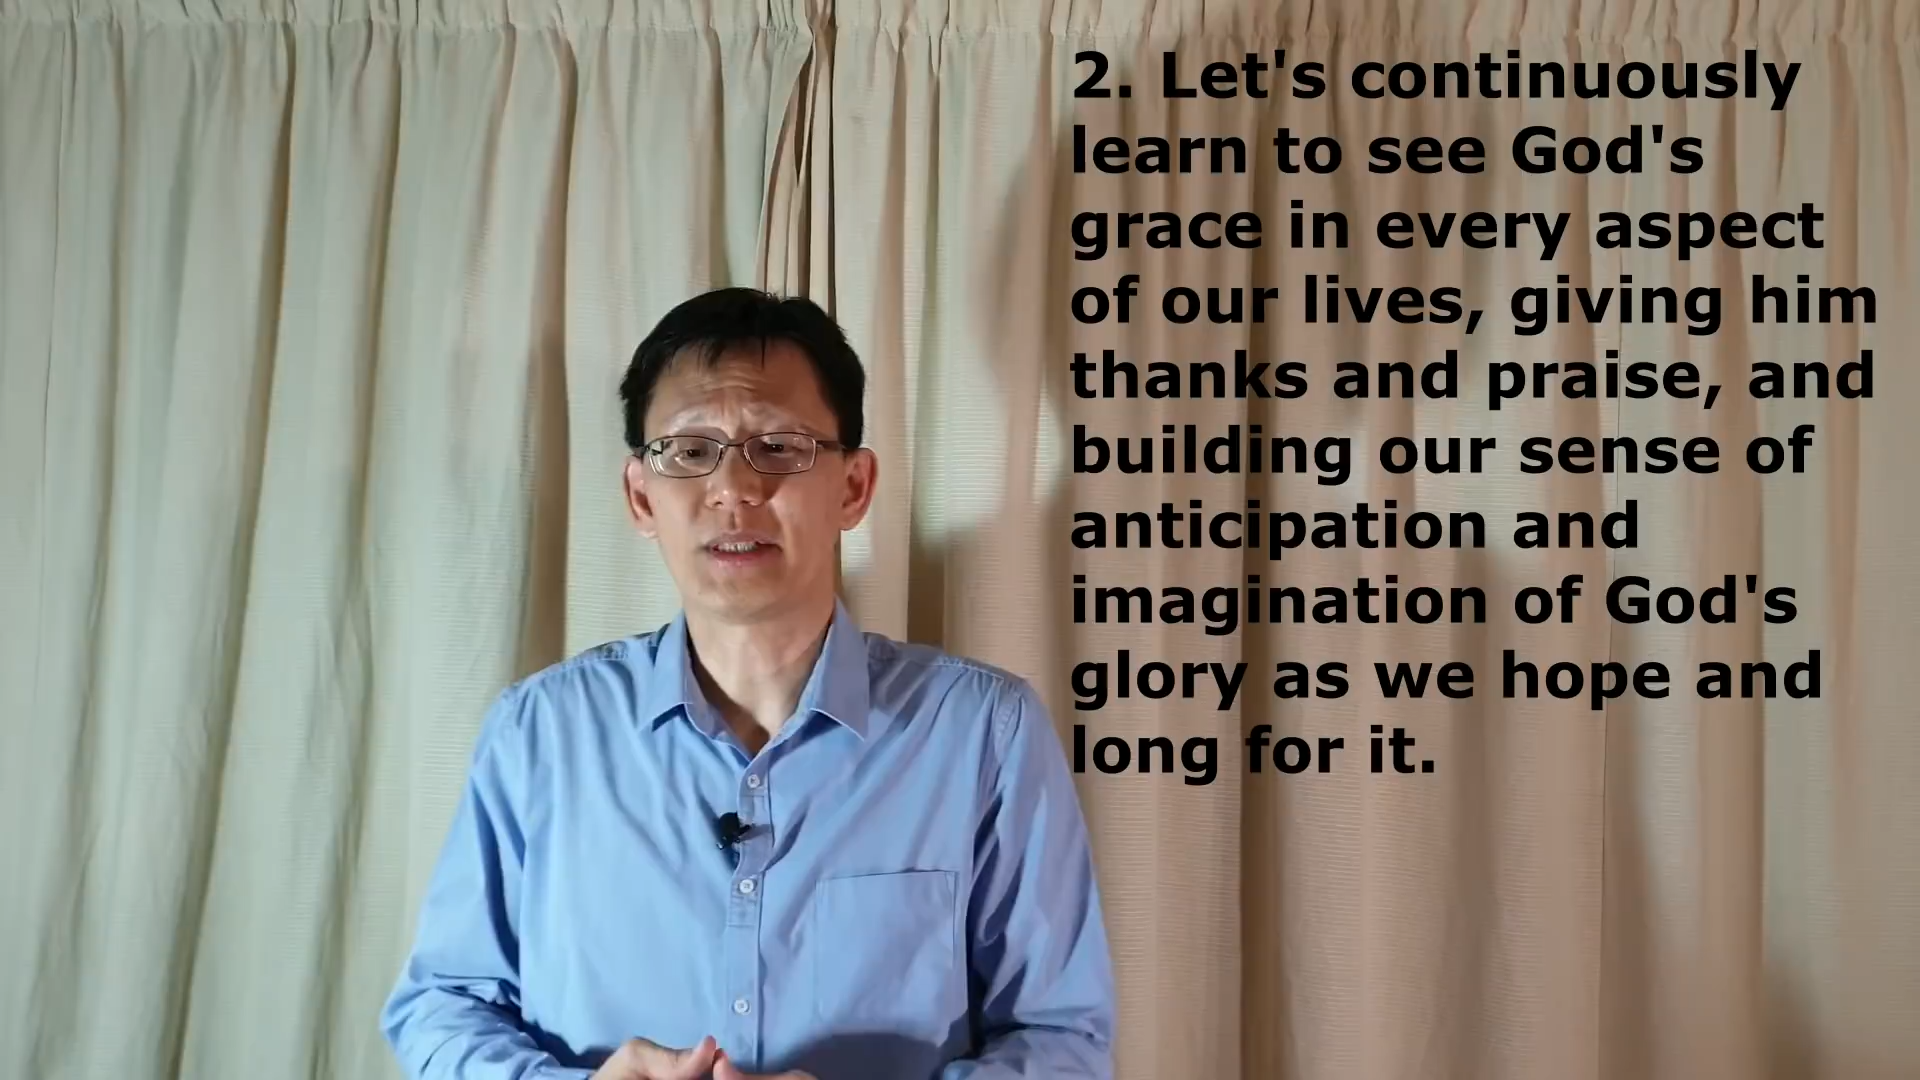 2. Let's continuously
learn to see God's
grace in every aspect
of our lives, giving him
thanks and praise, and
building our sense of
anticipation and
imagination of God's
glory as we hope and
long for it.